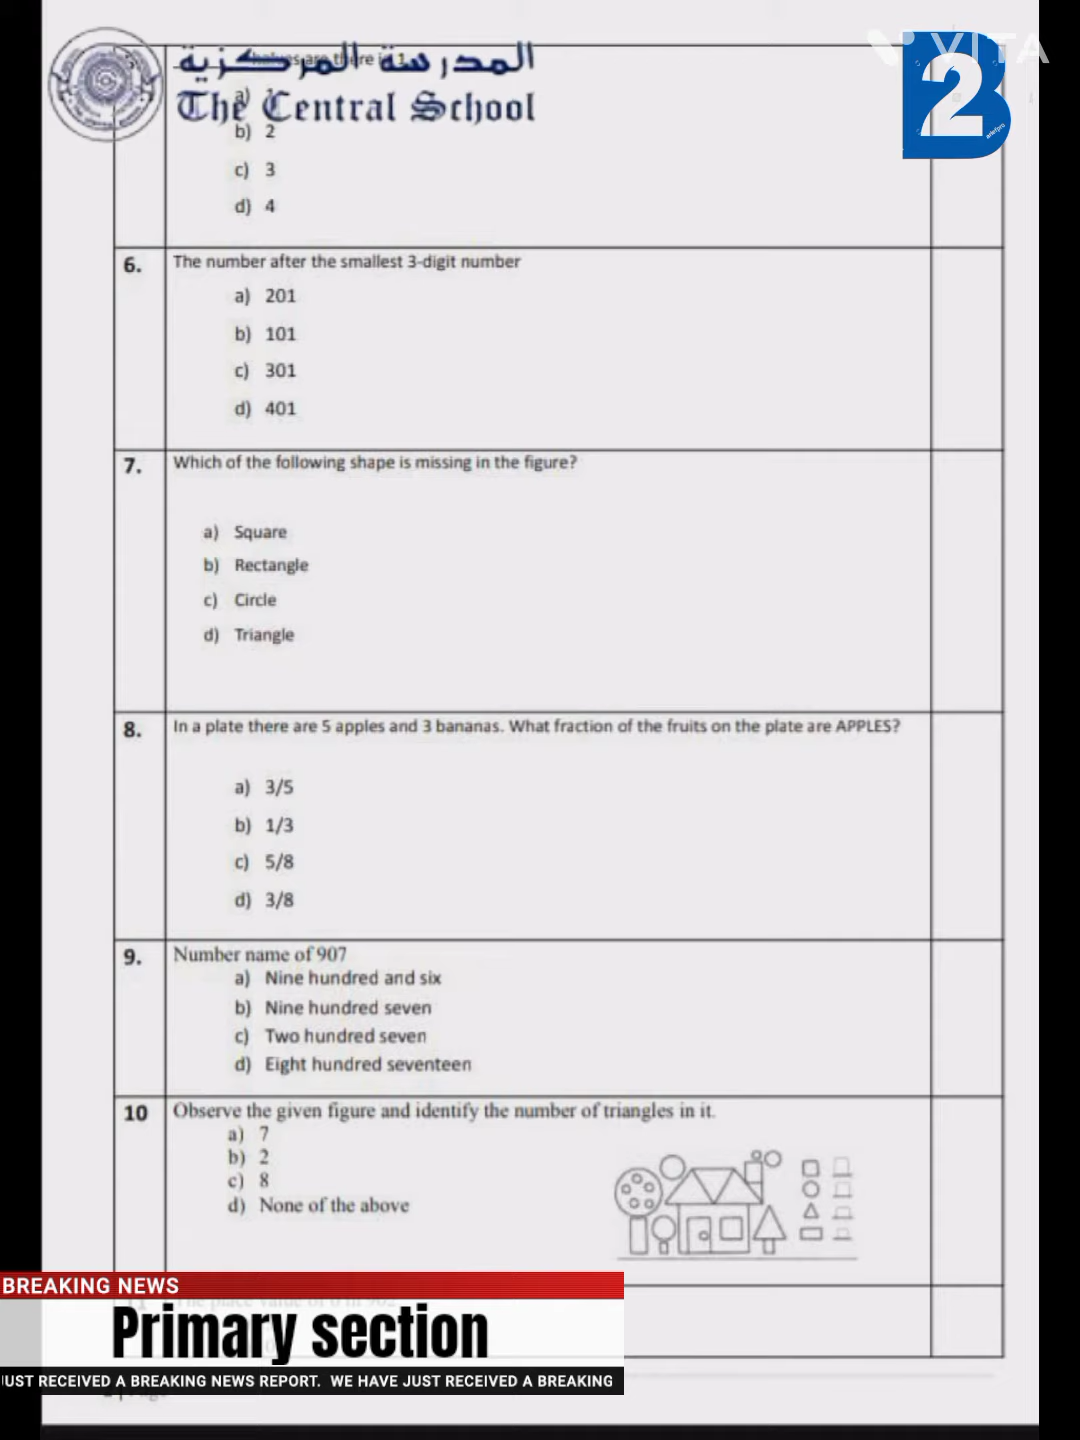 المدرسة المركزية
The Central School
VITA
B2
b) 2
c) 3
d) 4
6. The number after the smallest 3-digit number
a) 201
b) 101
c) 301
d) 401
7. Which of the following shape is missing in the figure?
a) Square
b) Rectangle
c) Circle
d) Triangle
8. In a plate there are 5 apples and 3 bananas. What fraction of the fruits on the plate are APPLES?
a) 3/5
b) 1/3
c) 5/8
d) 3/8
9. Number name of 907
a) Nine hundred and six
b) Nine hundred seven
c) Two hundred seven
d) Eight hundred seventeen
10 Observe the given figure and identify the number of triangles in it.
a) 7
b) 2
c) 8
d) None of the above
BREAKING NEWS
Primary section
UST RECEIVED A BREAKING NEWS REPORT. WE HAVE JUST RECEIVED A BREAKING